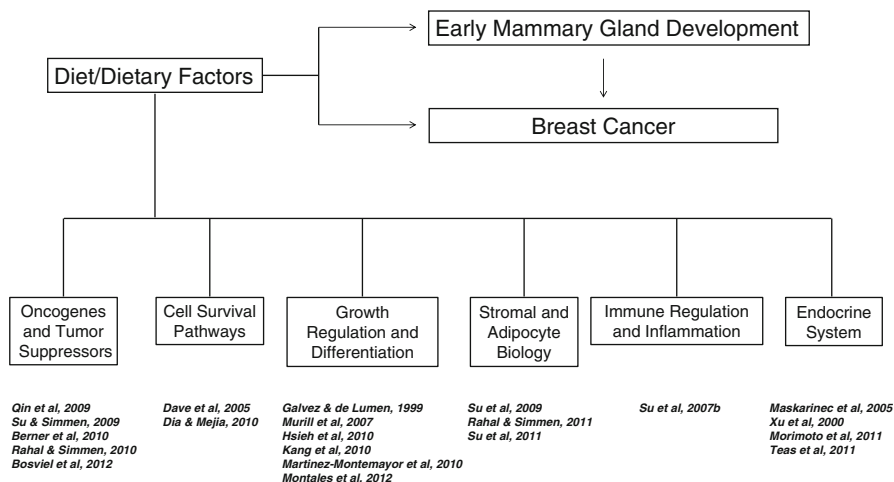 Early Mammary Gland Development
Diet/Dietary Factors
Breast Cancer
Oncogenes
and Tumor
Suppressors
Cell Survival
Pathways
Growth
Regulation and
Differentiation
Stromal and
Adipocyte
Biology
Immune Regulation
and Inflammation
Endocrine
System
Qin et al, 2009
Su & Simmen, 2009
Berner et al, 2010
Rahal & Simmen, 2010
Bosviel et al, 2012
Dave et al, 2005
Dia & Mejia, 2010
Galvez & de Lumen, 1999
Murill et al, 2007
Hsieh et al, 2010
Kang et al, 2010
Martinez-Montemayor et al, 2010
Montales et al. 2012
Su et al, 2009
Rahal & Simmen, 2011
Su et al, 2011
Su et al, 2007b
Maskarinec et al, 2005
Xu et al, 2000
Morimoto et al, 2011
Teas et al, 2011